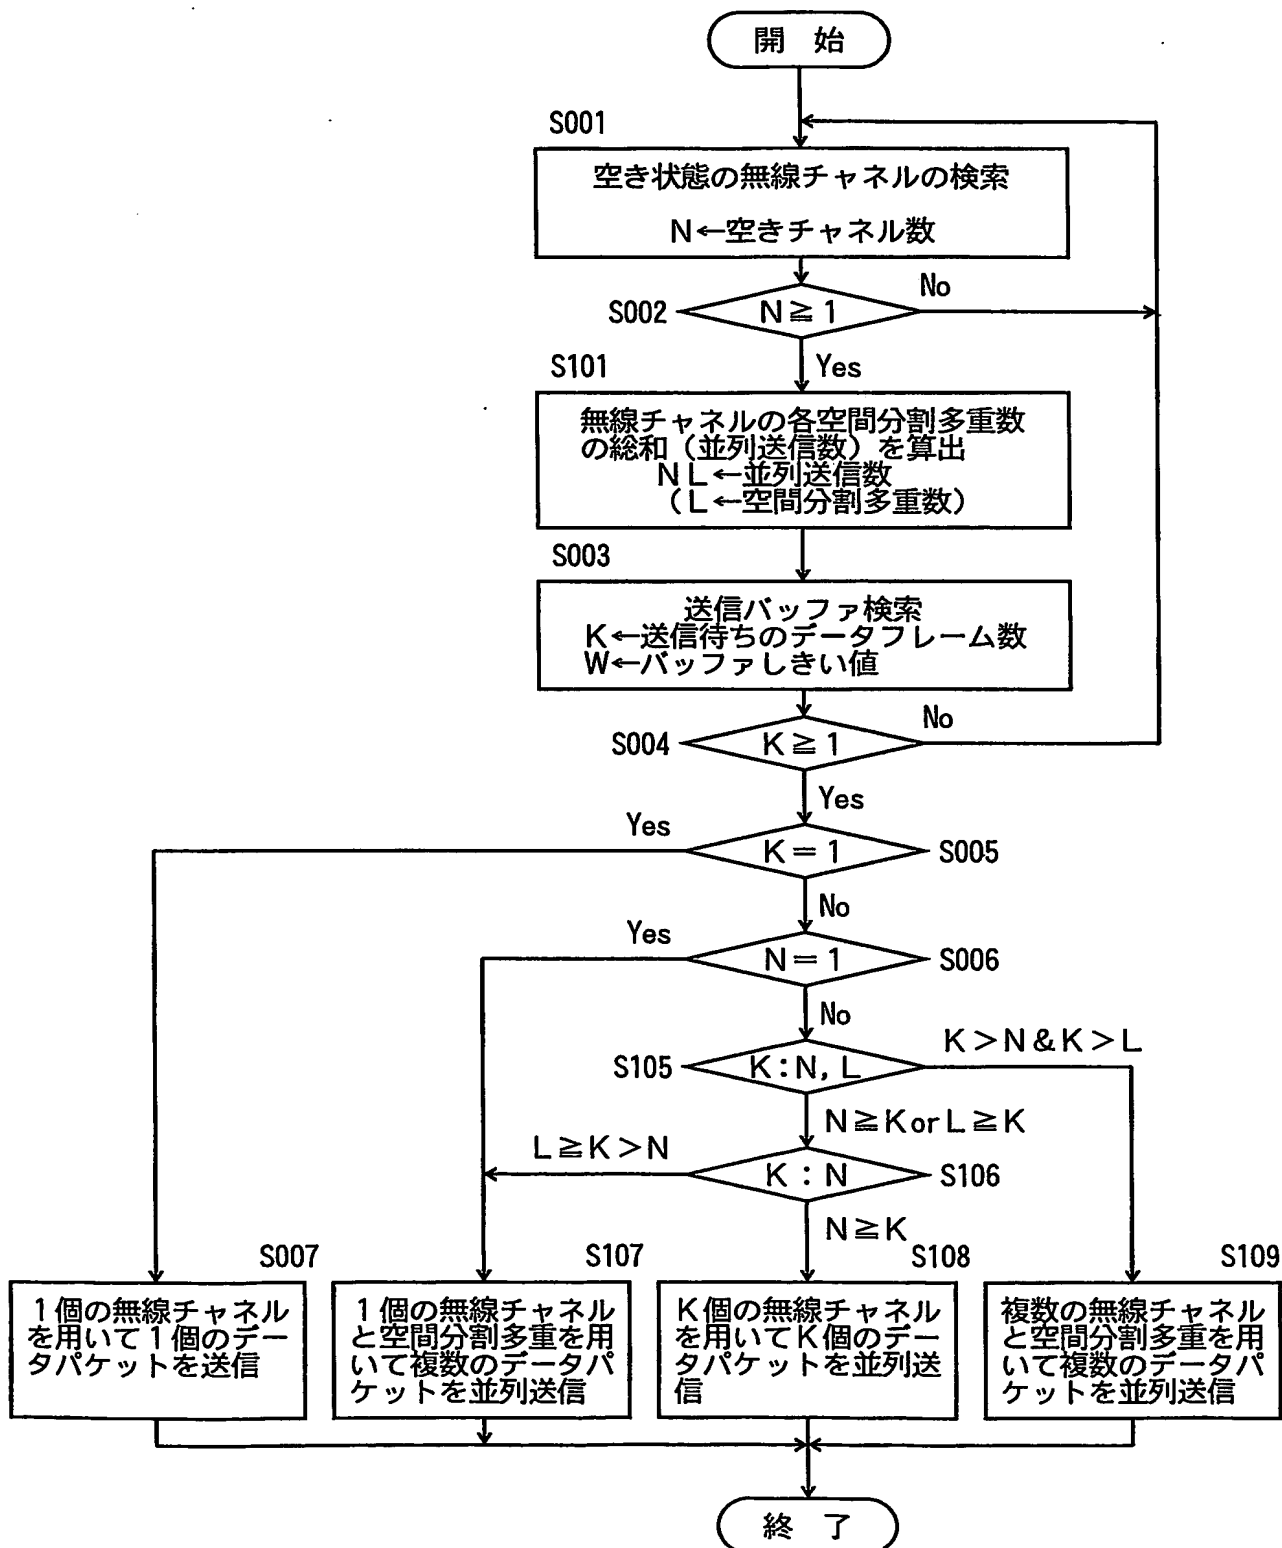 開 始
S001
空き状態の無線チャネルの検索
N←空きチャネル数
No
S002
N≧1
Yes
S101
無線チャネルの各空間分割多重数
の総和（並列送信数）を算出
NL←並列送信数
（L←空間分割多重数）
S003
送信バッファ検索
K←送信待ちのデータフレーム数
W←バッファしきい値
No
S004
K≧1
Yes
Yes
K=1
S005
No
Yes
N=1
S006
No
K>N&K>L
S105
K:N,L
N≧KorL≧K
L≧K>N
K:N
S106
N≧K
S007
1個の無線チャネル
を用いて1個のデー
タパケットを送信
S107
1個の無線チャネル
と空間分割多重を用
いて複数のデータパ
ケットを並列送信
S108
K個の無線チャネル
を用いてK個のデー
タパケットを並列送
信
S109
複数の無線チャネル
と空間分割多重を用
いて複数のデータパ
ケットを並列送信
終 了